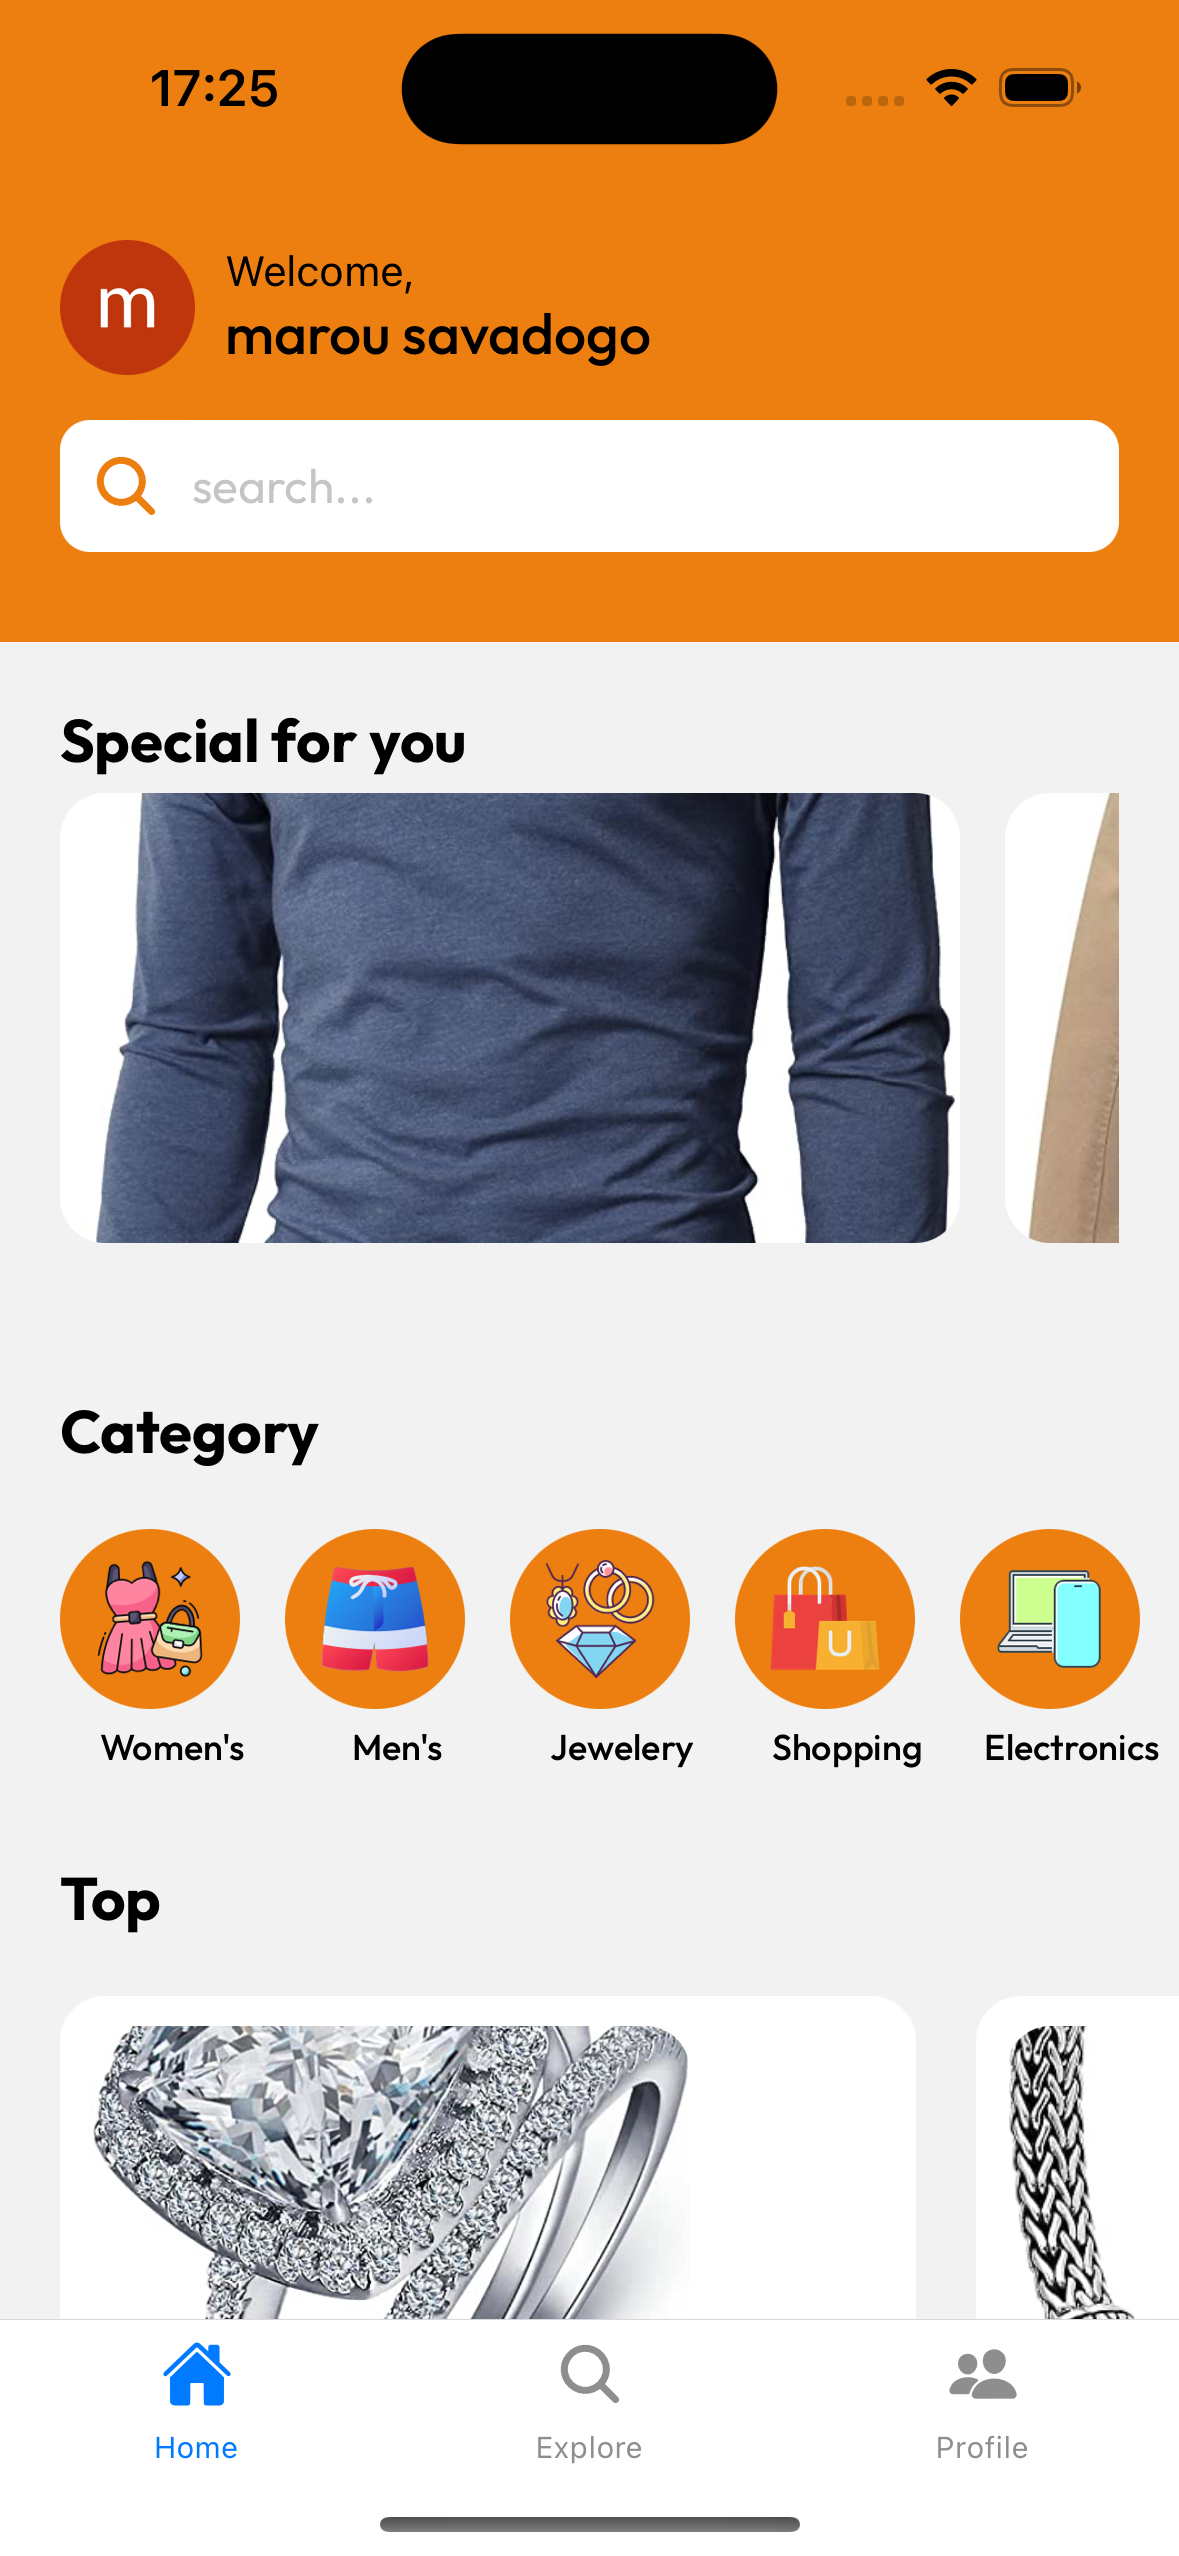 17:25
m
Welcome,
marou savadogo
search...
Special for you
Category
Women's
Men's
Jewelery
Shopping
Electronics
Top
Home
Explore
Profile